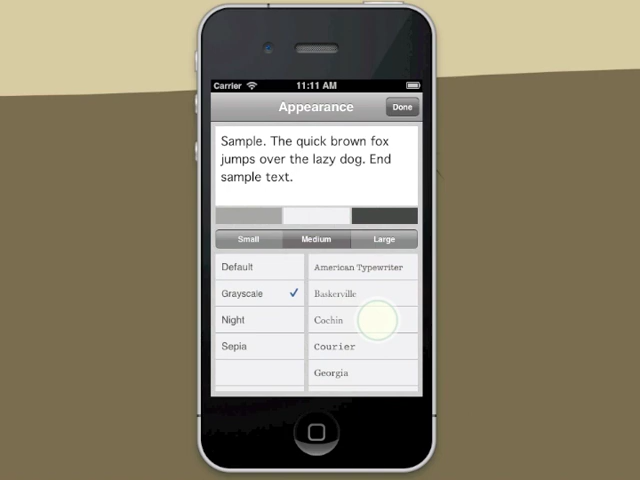 Carrier 11:11 AM
Appearance Done
Sample. The quick brown fox
jumps over the lazy dog. End
sample text.
Small Medium Large
Default American Typewriter
Grayscale Baskerville
Night Cochin
Sepia Courier
Georgia